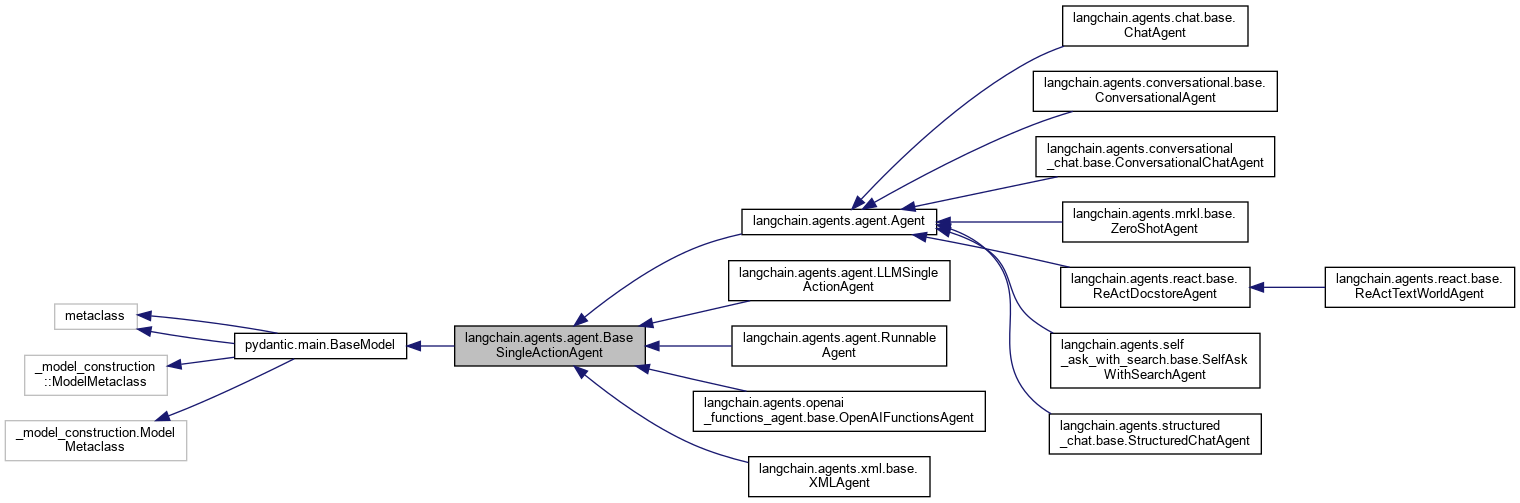 metaclass
_model_construction
::ModelMetaclass
_model_construction.Model
Metaclass
pydantic.main.BaseModel
langchain.agents.agent.Base
SingleActionAgent
langchain.agents.agent.Agent
langchain.agents.agent.LLMSingle
ActionAgent
langchain.agents.agent.Runnable
Agent
langchain.agents.openai
_functions_agent.base.OpenAIFunctionsAgent
langchain.agents.xml.base.
XMLAgent
langchain.agents.chat.base.
ChatAgent
langchain.agents.conversational.base.
ConversationalAgent
langchain.agents.conversational
_chat.base.ConversationalChatAgent
langchain.agents.mrkl.base.
ZeroShotAgent
langchain.agents.react.base.
ReActDocstoreAgent
langchain.agents.self
_ask_with_search.base.SelfAsk
WithSearchAgent
langchain.agents.structured
_chat.base.StructuredChatAgent
langchain.agents.react.base.
ReActTextWorldAgent